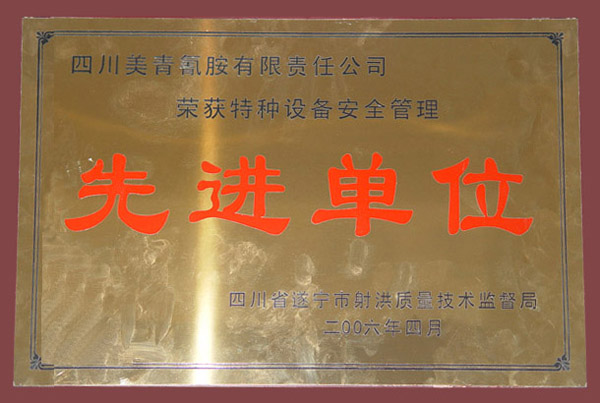 四川美青氰胺有限责任公司
荣获特种设备安全管理
先进单位
四川省遂宁市射洪质量技术监督局
二00六年四月